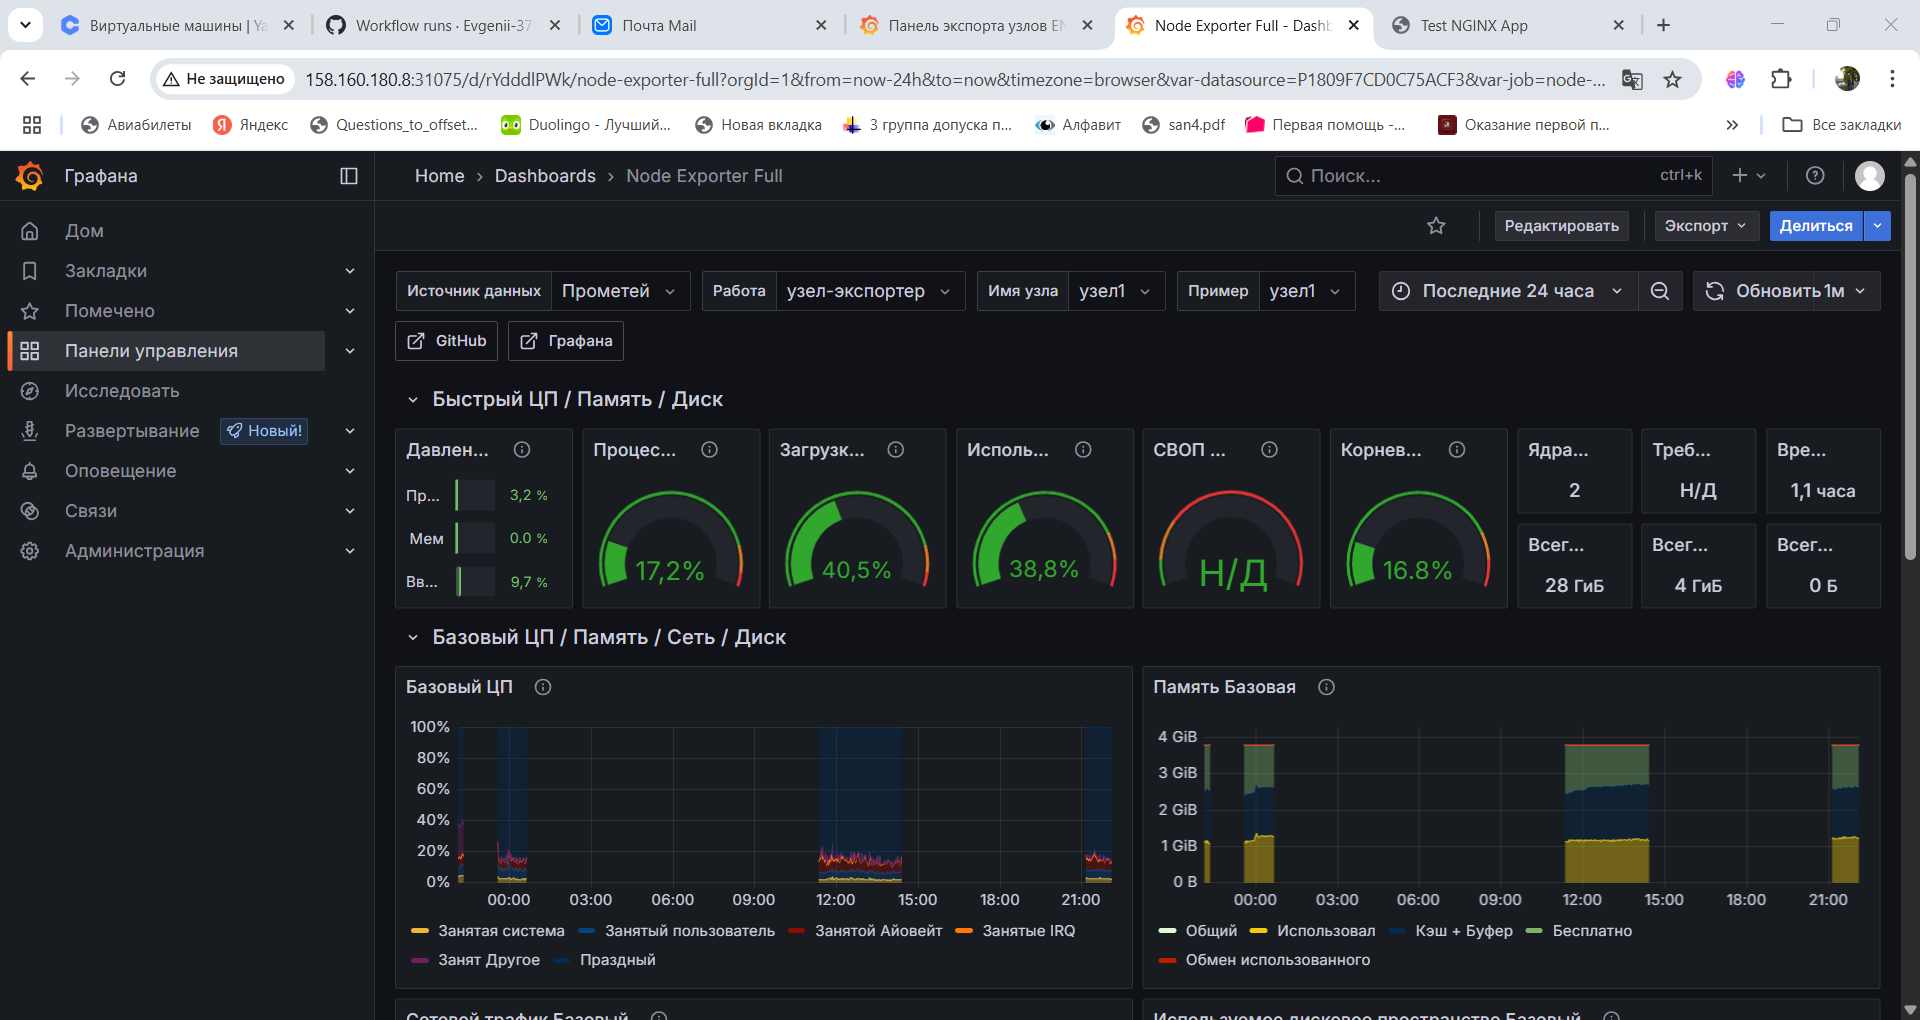 Виртуальные машины | Ya
Workflow runs · Evgenii-37
Почта Mail
Панель экспорта узлов EN
Node Exporter Full - Dashb
Test NGINX App
Не защищено
158.160.180.8:31075/d/rYdddlPWk/node-exporter-full?orgId=1&from=now-24h&to=now&timezone=browser&var-datasource=P1809F7CD0C75ACF3&var-job=node-...
Авиабилеты
Яндекс
Questions_to_offset...
Duolingo - Лучший...
Новая вкладка
3 группа допуска п...
Алфавит
san4.pdf
Первая помощь -...
Оказание первой п...
»
Все закладки
Графана
Home › Dashboards › Node Exporter Full
Поиск...
ctrl+k
Редактировать
Экспорт
Делиться
Дом
Закладки
Помечено
Панели управления
Исследовать
Развертывание
Новый!
Оповещение
Связи
Администрация
Источник данных
Прометей
Работа
узел-экспортер
Имя узла
узел1
Пример
узел1
Последние 24 часа
Обновить 1м
GitHub
Графана
Быстрый ЦП / Память / Диск
Давлен...
Пр...
3,2 %
Мем
0.0 %
Вв...
9,7 %
Процес...
17,2%
Загрузк...
40,5%
Исполь...
38,8%
СВОП ...
Н/Д
Корнев...
16.8%
Ядра...
2
Треб...
Н/Д
Вре...
1,1 часа
Всег...
28 ГиБ
Всег...
4 ГиБ
Всег...
0 Б
Базовый ЦП / Память / Сеть / Диск
Базовый ЦП
100%
80%
60%
40%
20%
0%
00:00
03:00
06:00
09:00
12:00
15:00
18:00
21:00
Занятая система
Занятый пользователь
Занятой Айовейт
Занятые IRQ
Занят Другое
Праздный
Память Базовая
4 GiB
3 GiB
2 GiB
1 GiB
0 B
00:00
03:00
06:00
09:00
12:00
15:00
18:00
21:00
Общий
Использовал
Кэш + Буфер
Бесплатно
Обмен использованного
Сетевой трафик Базовый
Используемое дисковое пространство Базовый